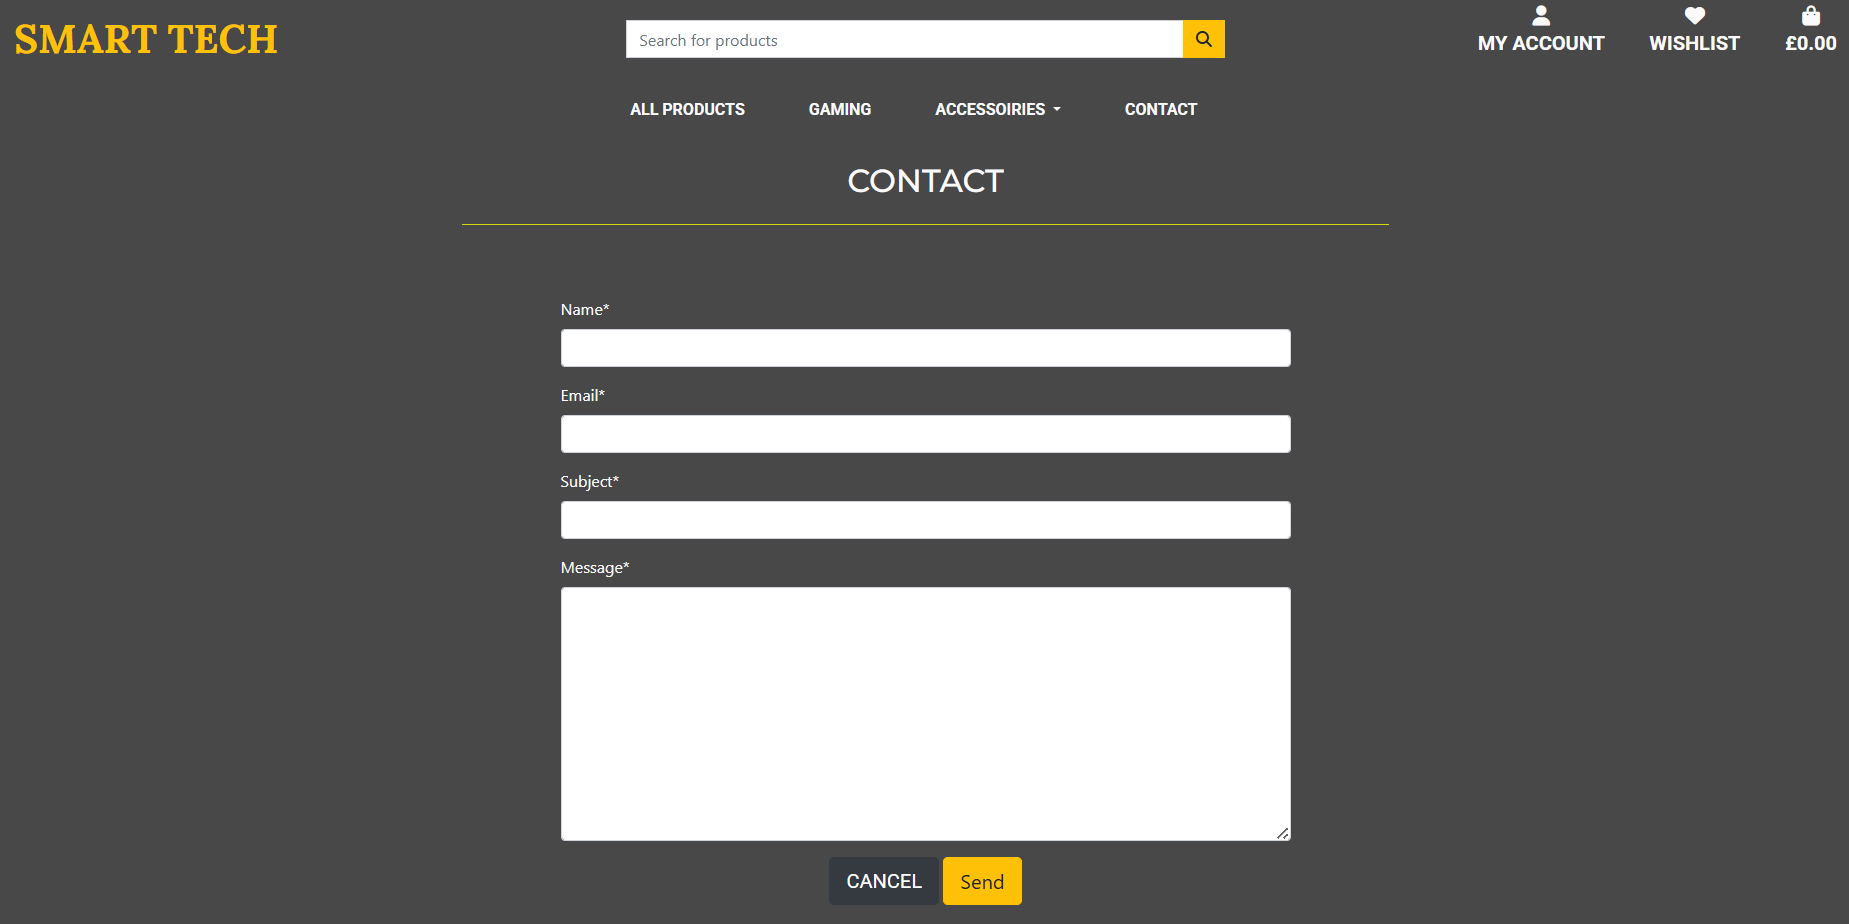 SMART TECH
Search for products
MY ACCOUNT
WISHLIST
£0.00
ALL PRODUCTS
GAMING
ACCESSOIRIES
CONTACT
CONTACT
Name*
Email*
Subject*
Message*
CANCEL
Send